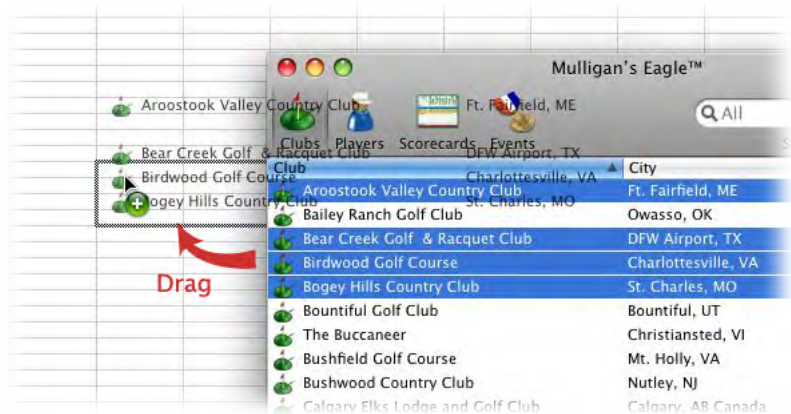 Mulligan's Eagle™
Aroostook Valley Country Club Ft. Fairfield, ME
All
Clubs Players Scorecards Events
Bear Creek Golf & Racquet Club DFW Airport, TX
Club City
Birdwood Golf Course Charlottesville, VA
Aroostook Valley Country Club Ft. Fairfield, ME
Bogey Hills Country Club St. Charles, MO
Bailey Ranch Golf Club Owasso, OK
Bear Creek Golf & Racquet Club DFW Airport, TX
Birdwood Golf Course Charlottesville, VA
Drag
Bogey Hills Country Club St. Charles, MO
Bountiful Golf Club Bountiful, UT
The Buccaneer Christiansted, VI
Bushfield Golf Course Mt. Holly, VA
Bushwood Country Club Nutley, NJ
Calgary Elks Lodge and Golf Club Calgary, AB Canada